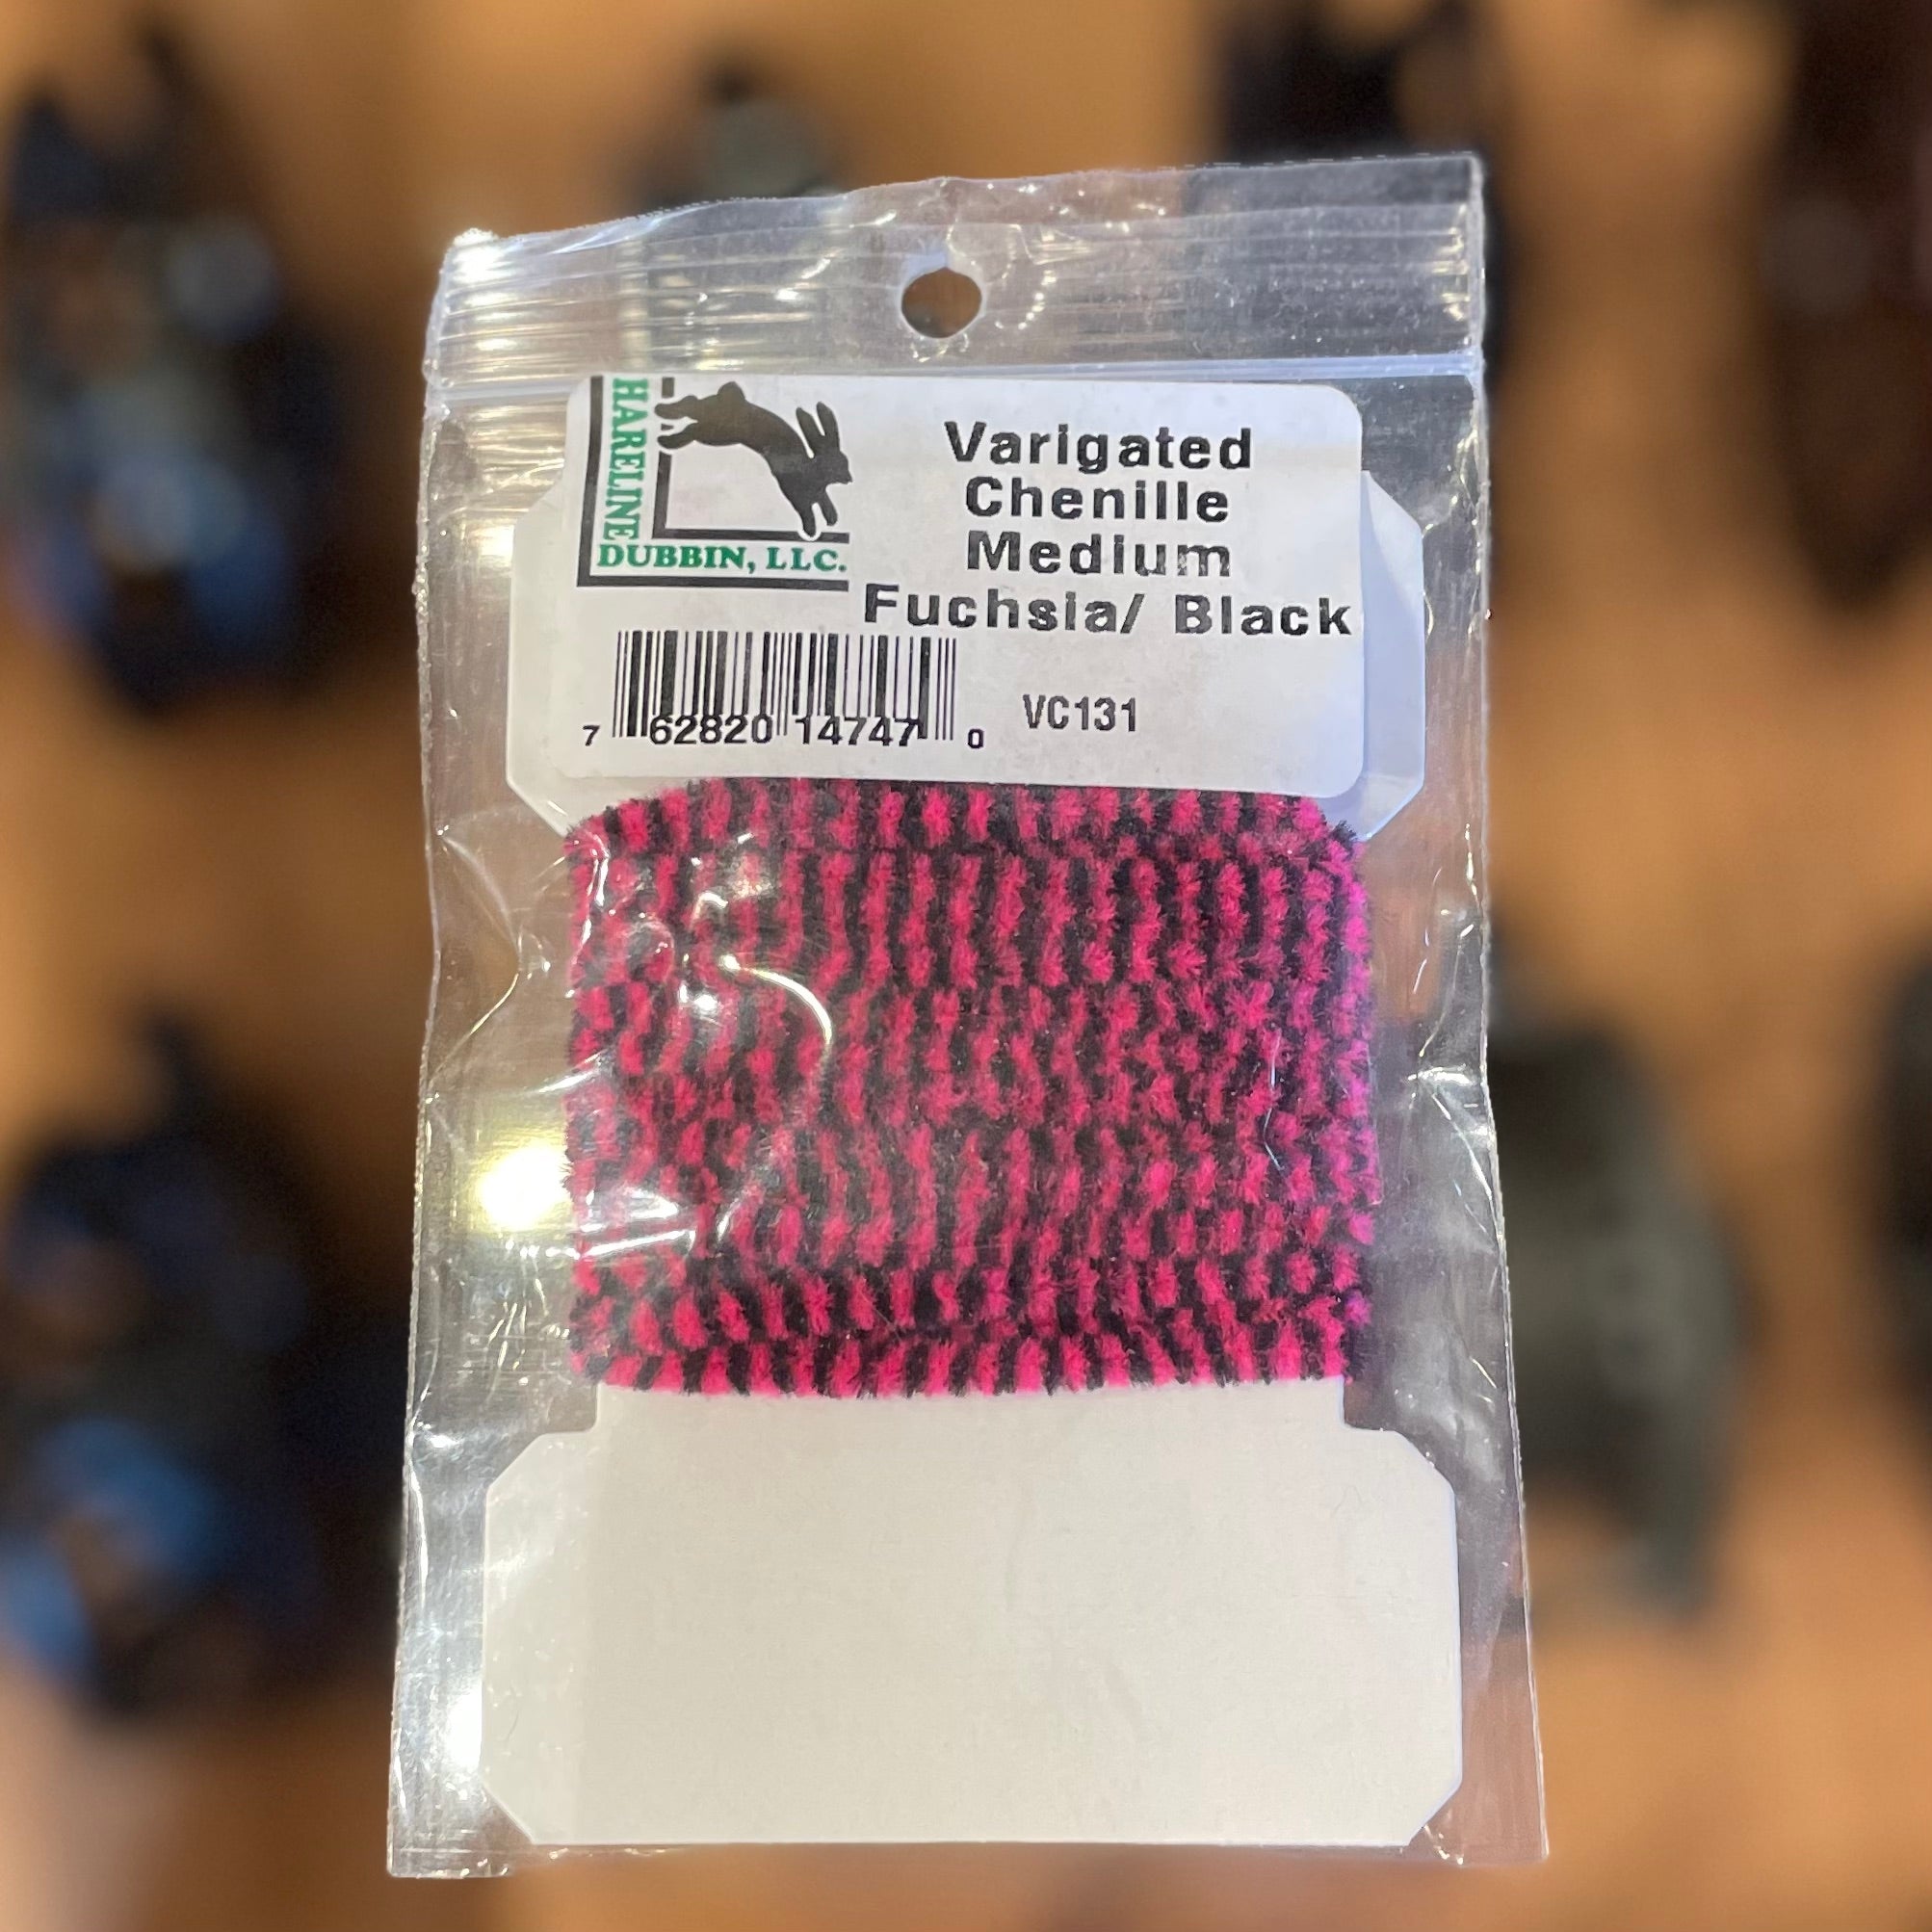 HARELINE
DUBBIN, LLC.
Varigated
Chenille
Medium
Fuchsia/ Black
7 62820 14747 0
VC131